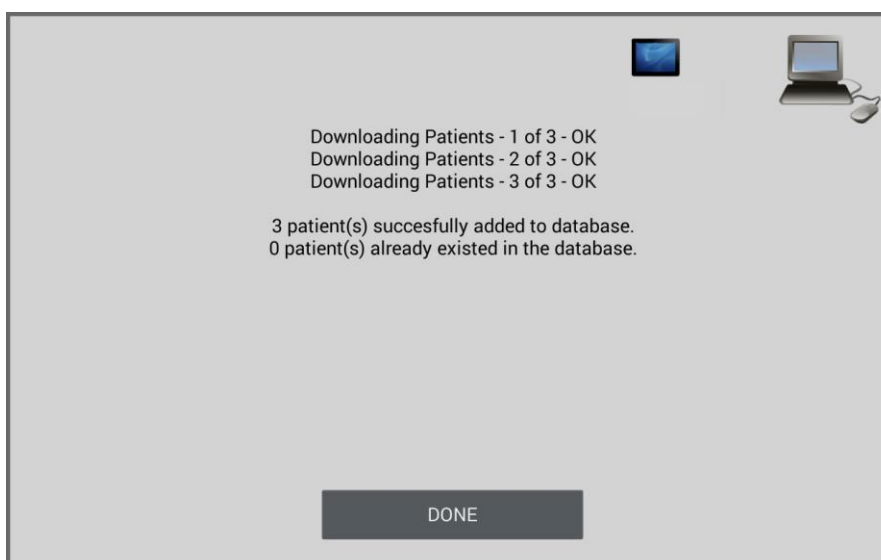 Downloading Patients - 1 of 3 - OK
Downloading Patients - 2 of 3 - OK
Downloading Patients - 3 of 3 - OK
3 patient(s) succesfully added to database.
0 patient(s) already existed in the database.
DONE